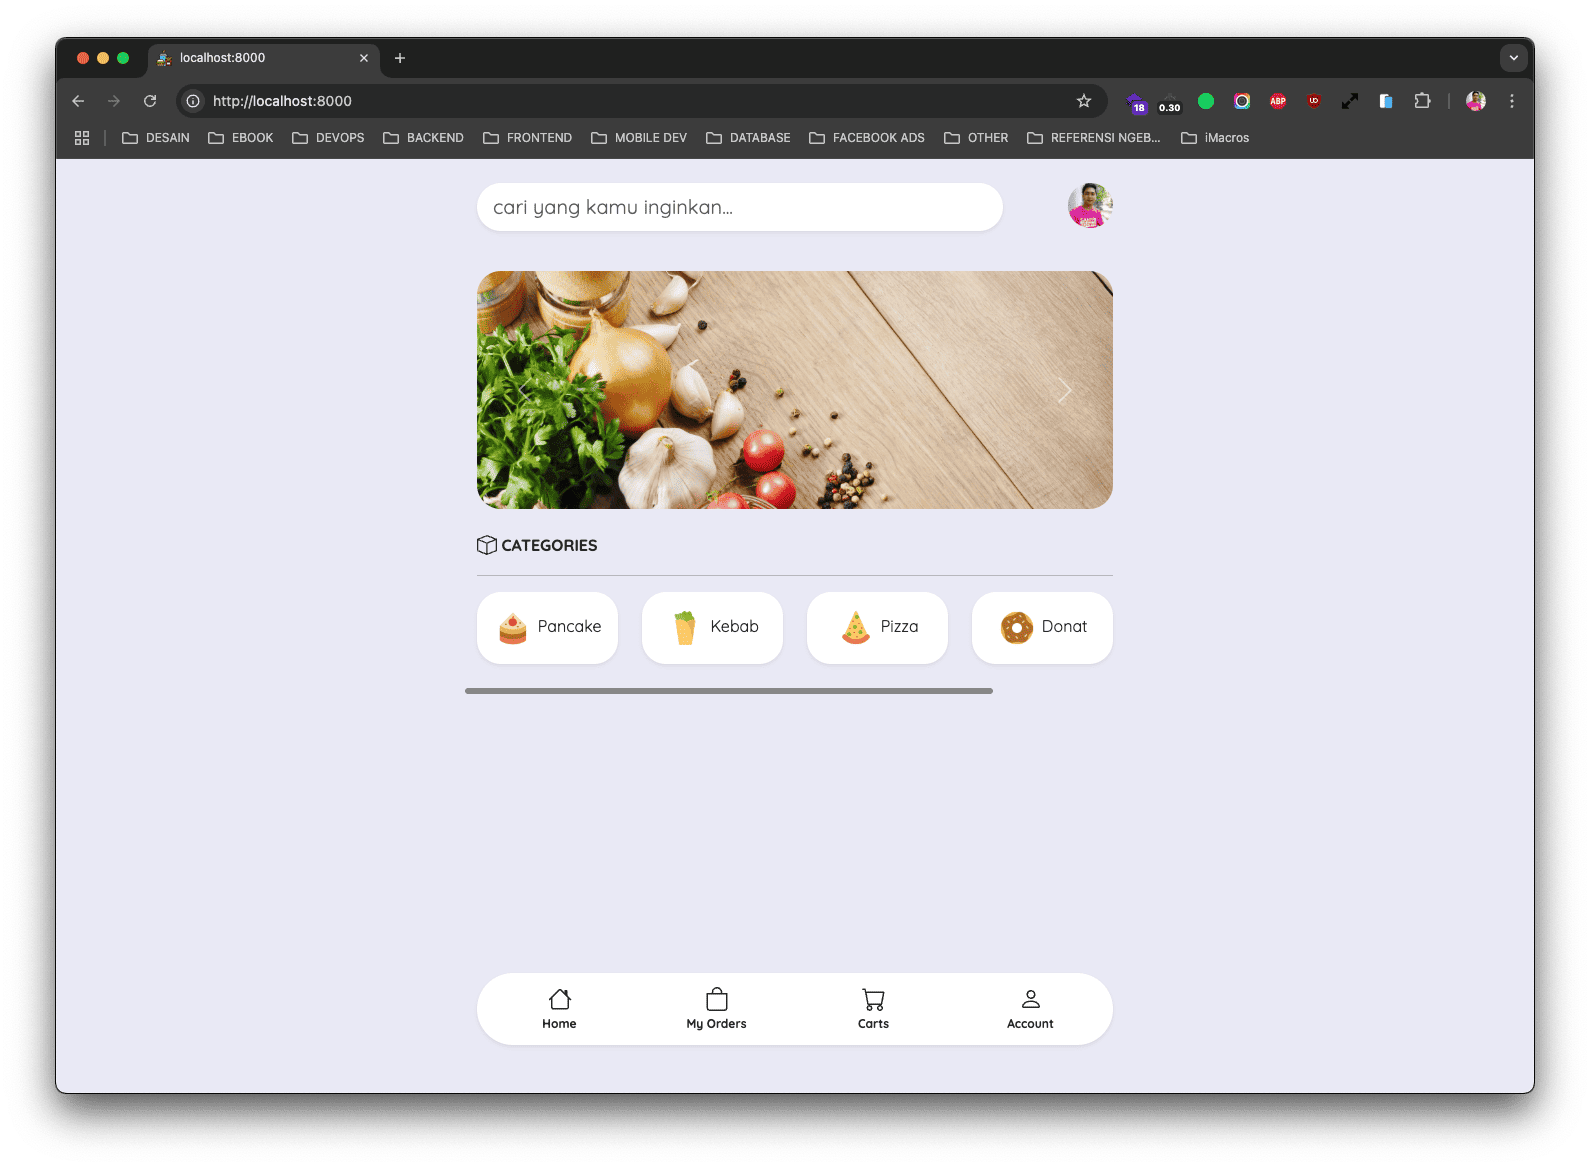 localhost:8000
http://localhost:8000
18
0.30
ABP
UO
DESAIN
EBOOK
DEVOPS
BACKEND
FRONTEND
MOBILE DEV
DATABASE
FACEBOOK ADS
OTHER
REFERENSI NGEB...
iMacros
cari yang kamu inginkan...
CATEGORIES
Pancake
Kebab
Pizza
Donat
Home
My Orders
Carts
Account